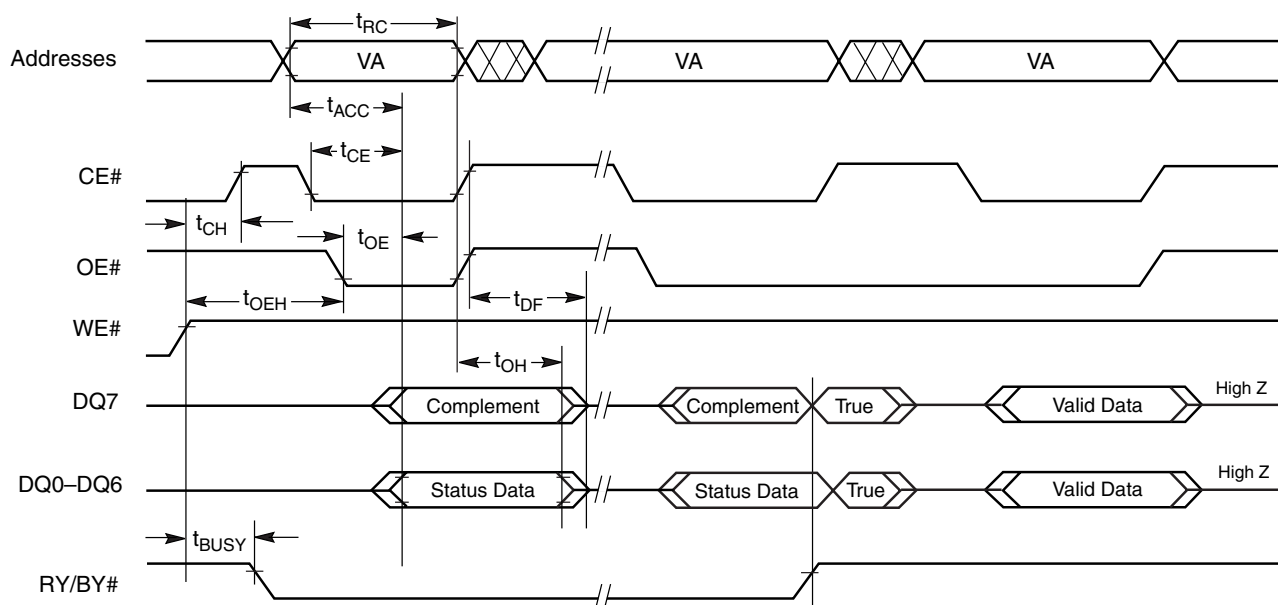 tRC
Addresses VA VA VA
tACC
tCE
CE#
tCH
tOE
OE#
tOEH tDF
WE#
tOH
DQ7 Complement Complement True Valid Data High Z
DQ0–DQ6 Status Data Status Data True Valid Data High Z
tBUSY
RY/BY#